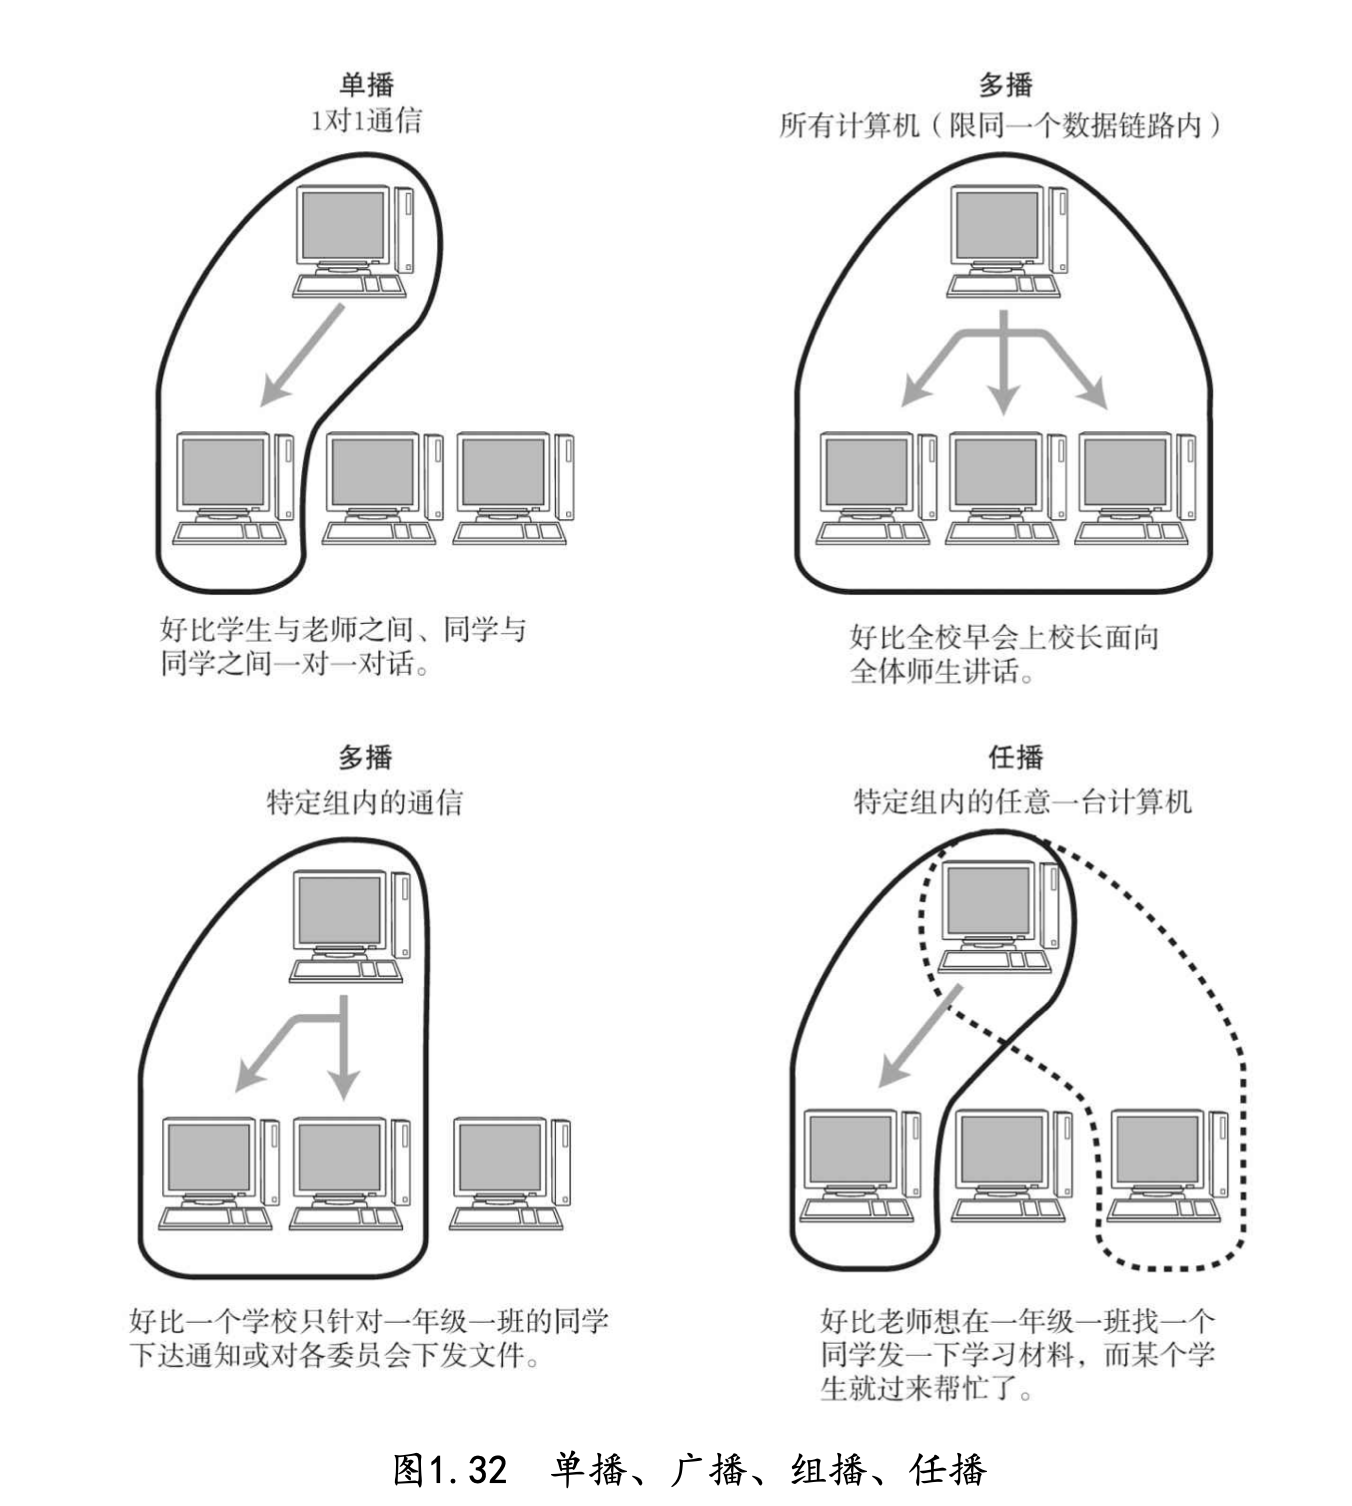 单播
1对1通信
多播
所有计算机（限同一个数据链路内）
好比学生与老师之间、同学与
同学之间一对一对话。
好比全校早会上校长面向
全体师生讲话。
多播
特定组内的通信
任播
特定组内的任意一台计算机
好比一个学校只针对一年级一班的同学
下达通知或对各委员会下发文件。
好比老师想在一年级一班找一个
同学发一下学习材料，而某个学
生就过来帮忙了。
图1.32 单播、广播、组播、任播